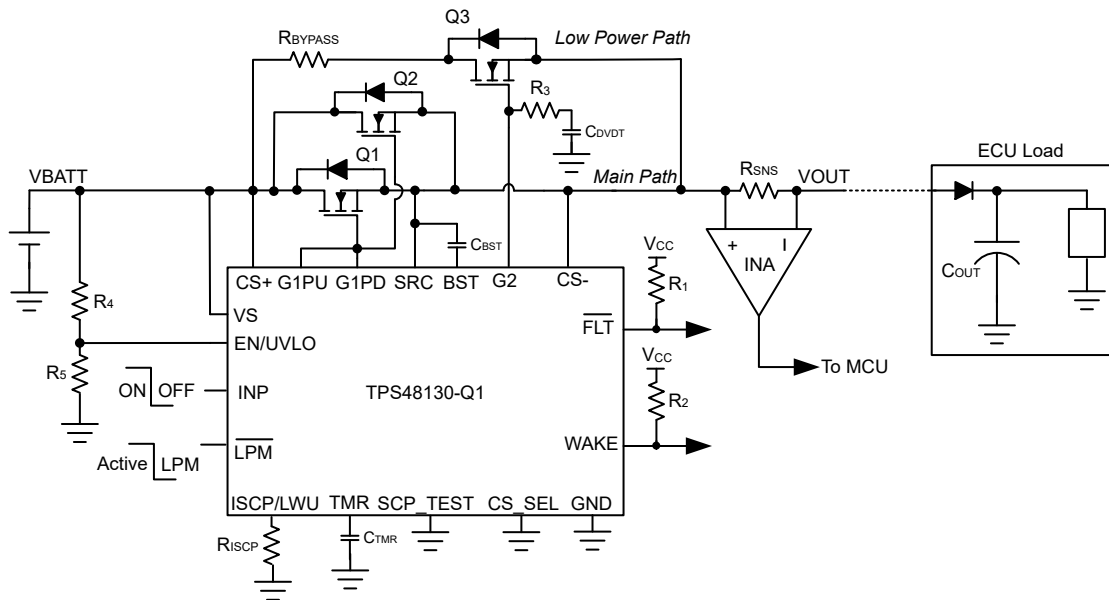 Q3
RBYPASS
Low Power Path
Q2
R3
CDVDT
Q1
ECU Load
VBATT
Main Path
RSNS
VOUT
CBST
VCC
+
I
INA
COUT
CS+
G1PU
G1PD
SRC
BST
G2
CS-
R1
R4
VS
FLT
EN/UVLO
VCC
To MCU
R5
ON
OFF
INP
TPS48130-Q1
R2
LPM
WAKE
Active
LPM
ISCP/LWU
TMR
SCP_TEST
CS_SEL
GND
RISCP
CTMR